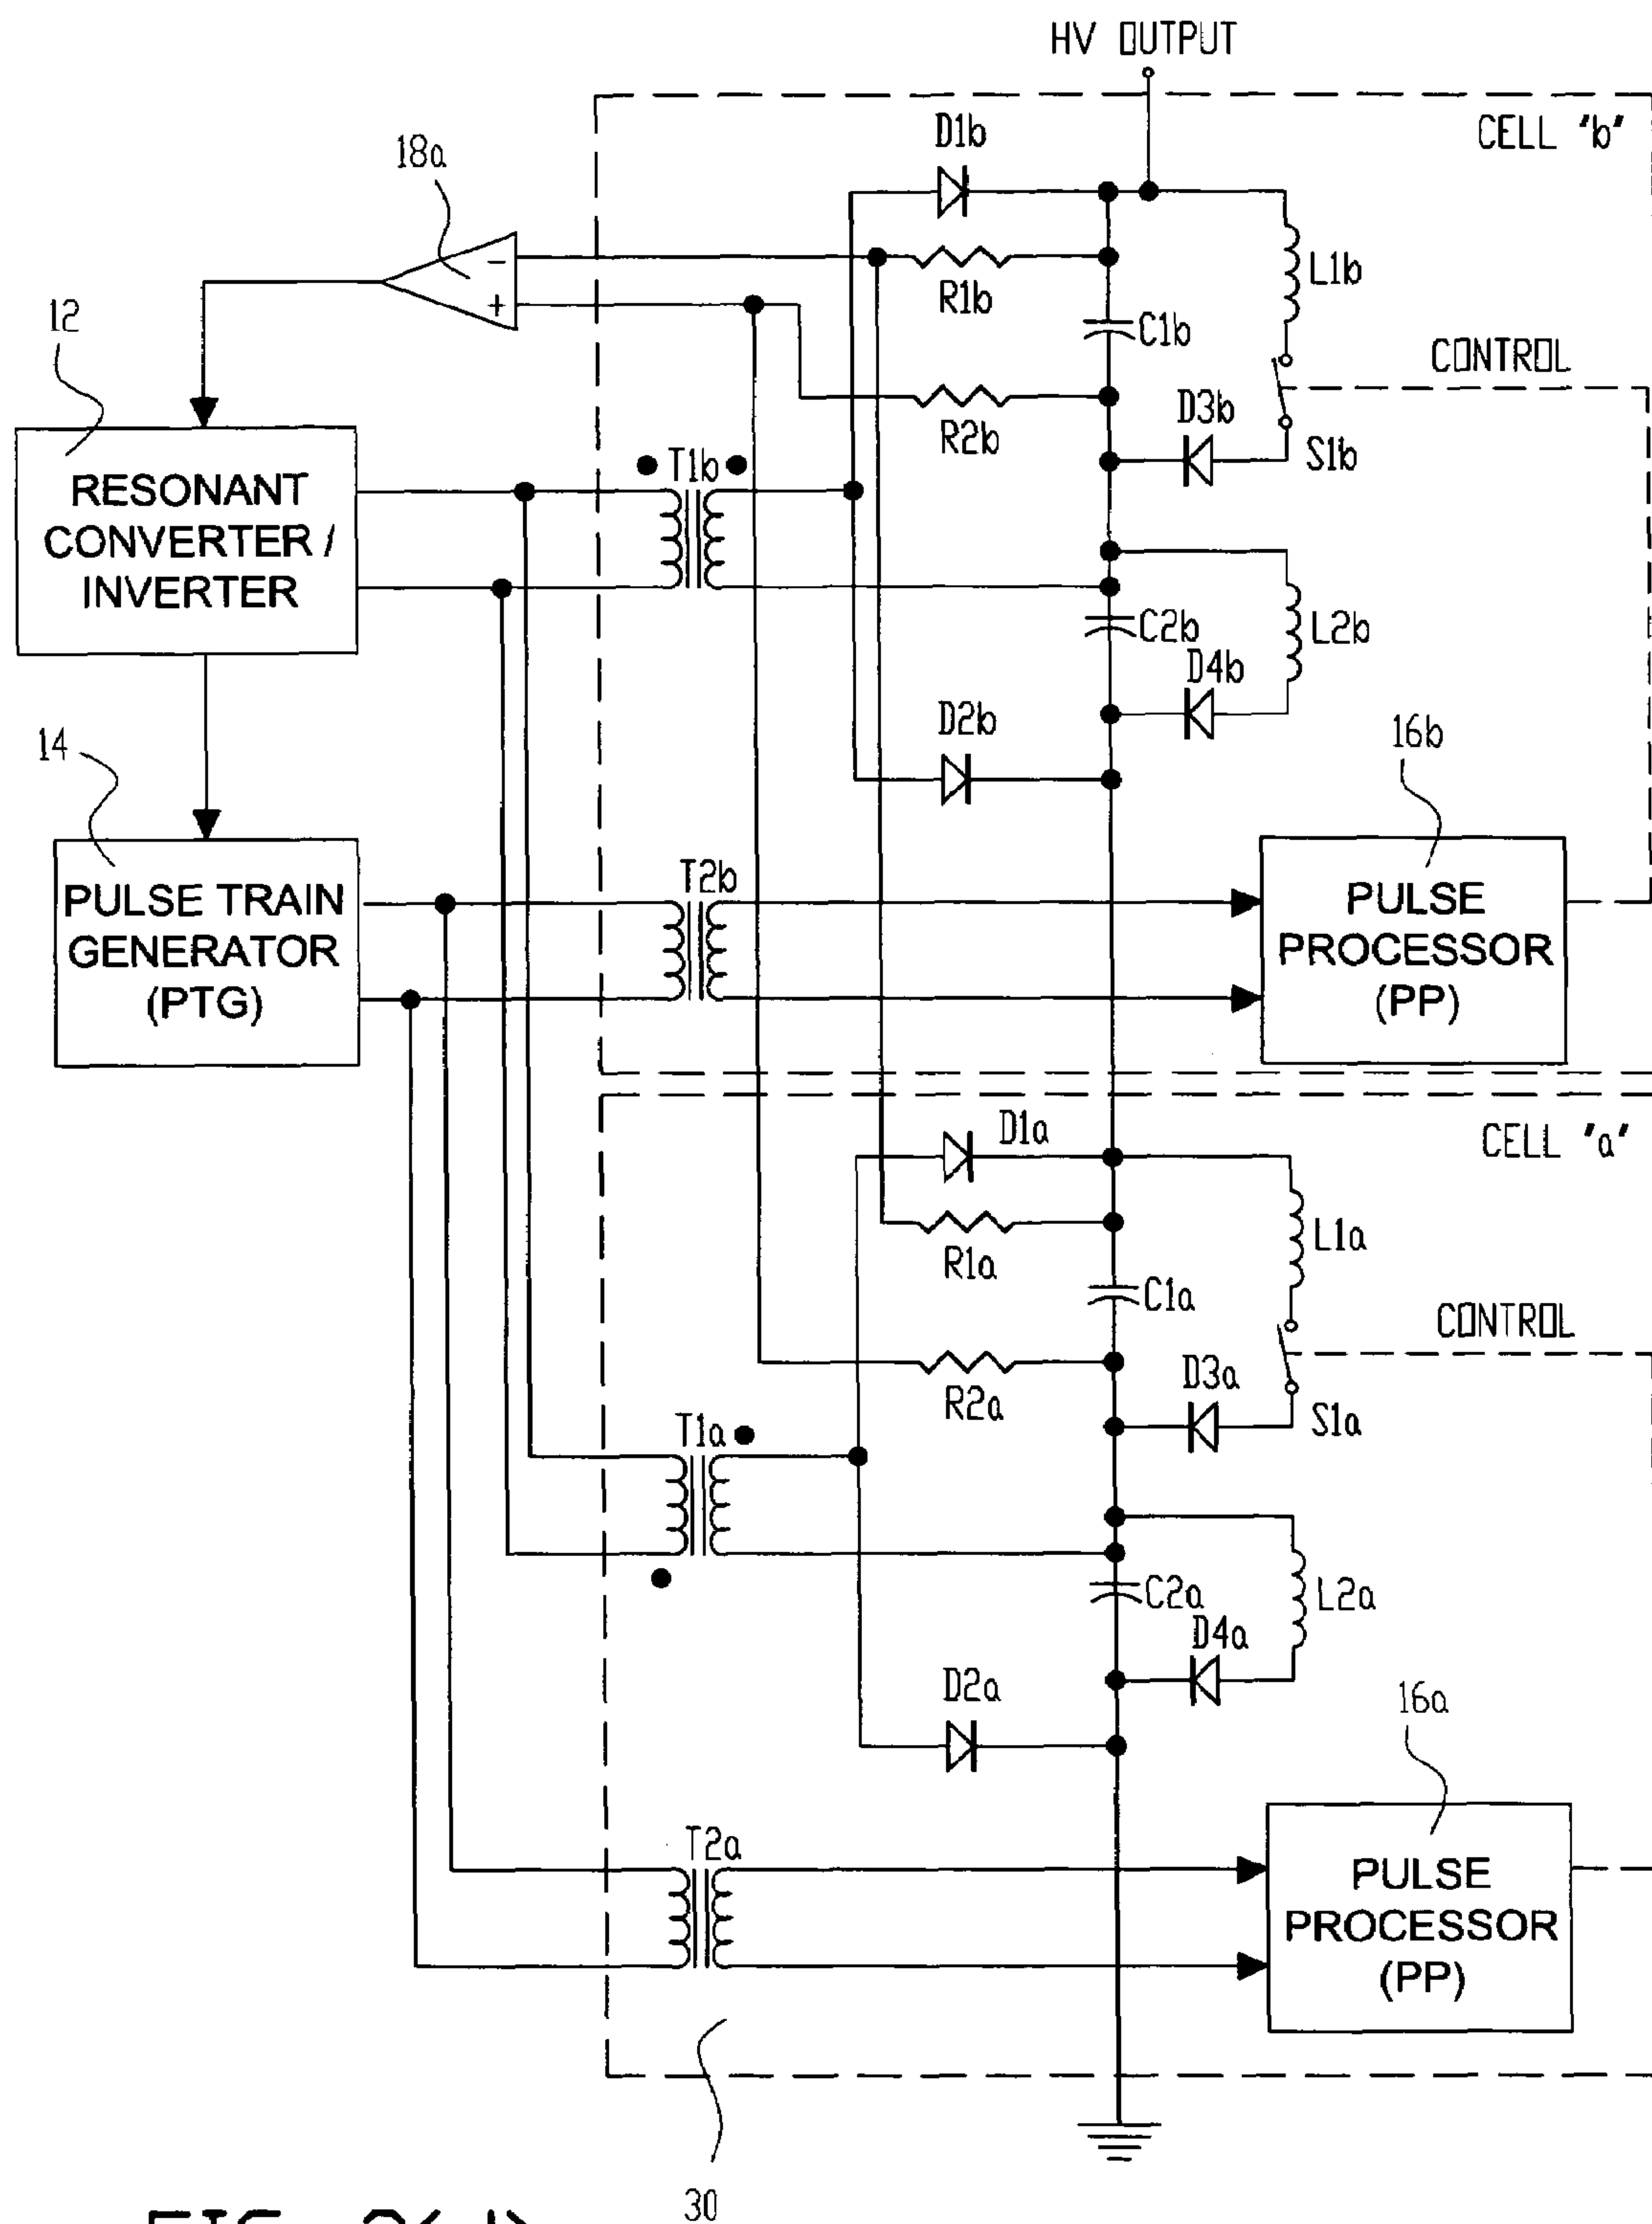 HV OUTPUT
CELL "b"
D1b
18a
R1b
L1b
C1b
CONTROL
12
R2b
D3b
S1b
RESONANT
CONVERTER /
INVERTER
T1b
C2b
L2b
D4b
D2b
14
16b
PULSE TRAIN
GENERATOR
(PTG)
T2b
PULSE
PROCESSOR
(PP)
D1a
CELL "a"
R1a
L1a
C1a
CONTROL
R2a
D3a
S1a
T1a
C2a
L2a
D4a
D2a
16a
T2a
PULSE
PROCESSOR
(PP)
30